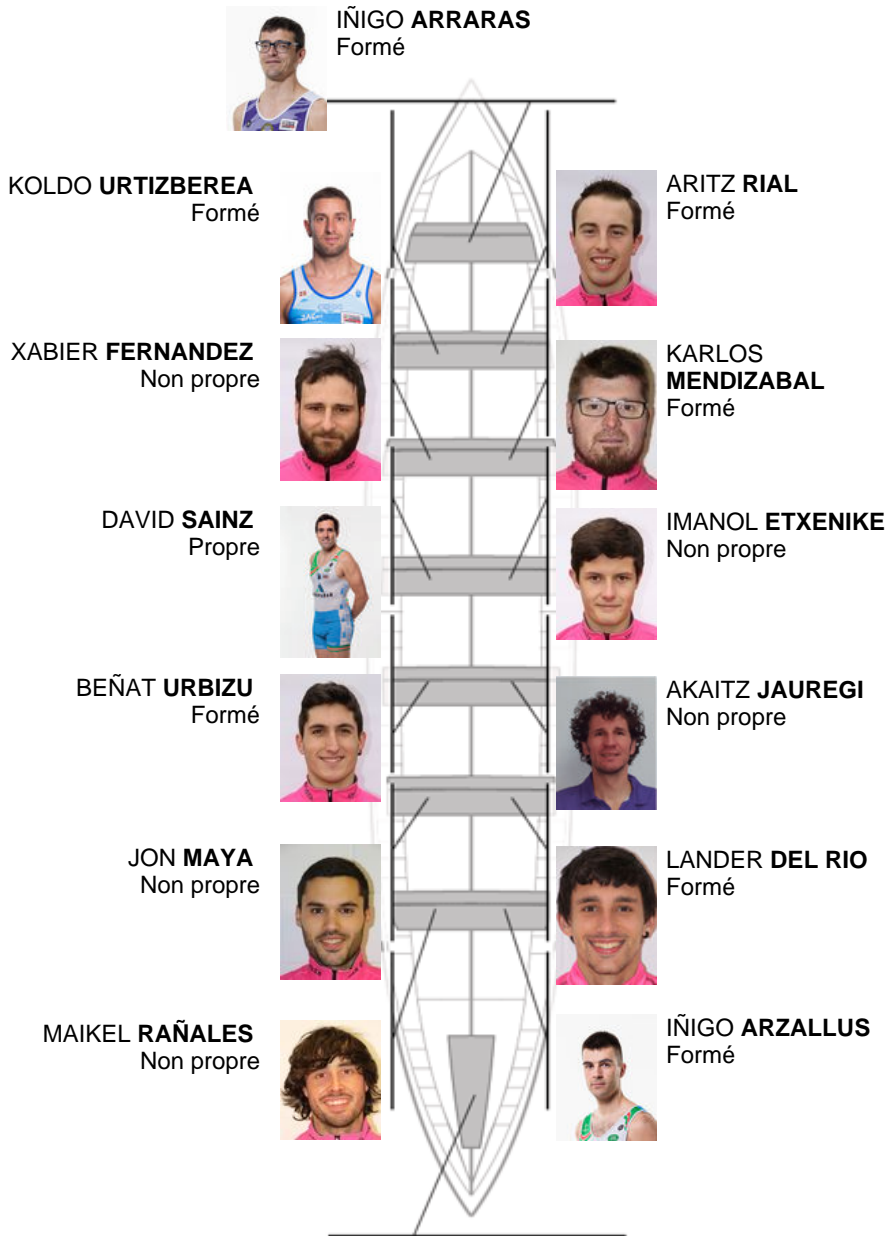 IÑIGO ARRARAS
Formé
KOLDO URTIZBEREA
Formé
ARITZ RIAL
Formé
XABIER FERNANDEZ
Non propre
KARLOS
MENDIZABAL
Formé
DAVID SAINZ
Propre
IMANOL ETXENIKE
Non propre
BEÑAT URBIZU
Formé
AKAITZ JAUREGI
Non propre
JON MAYA
Non propre
LANDER DEL RIO
Formé
MAIKEL RAÑALES
Non propre
IÑIGO ARZALLUS
Formé